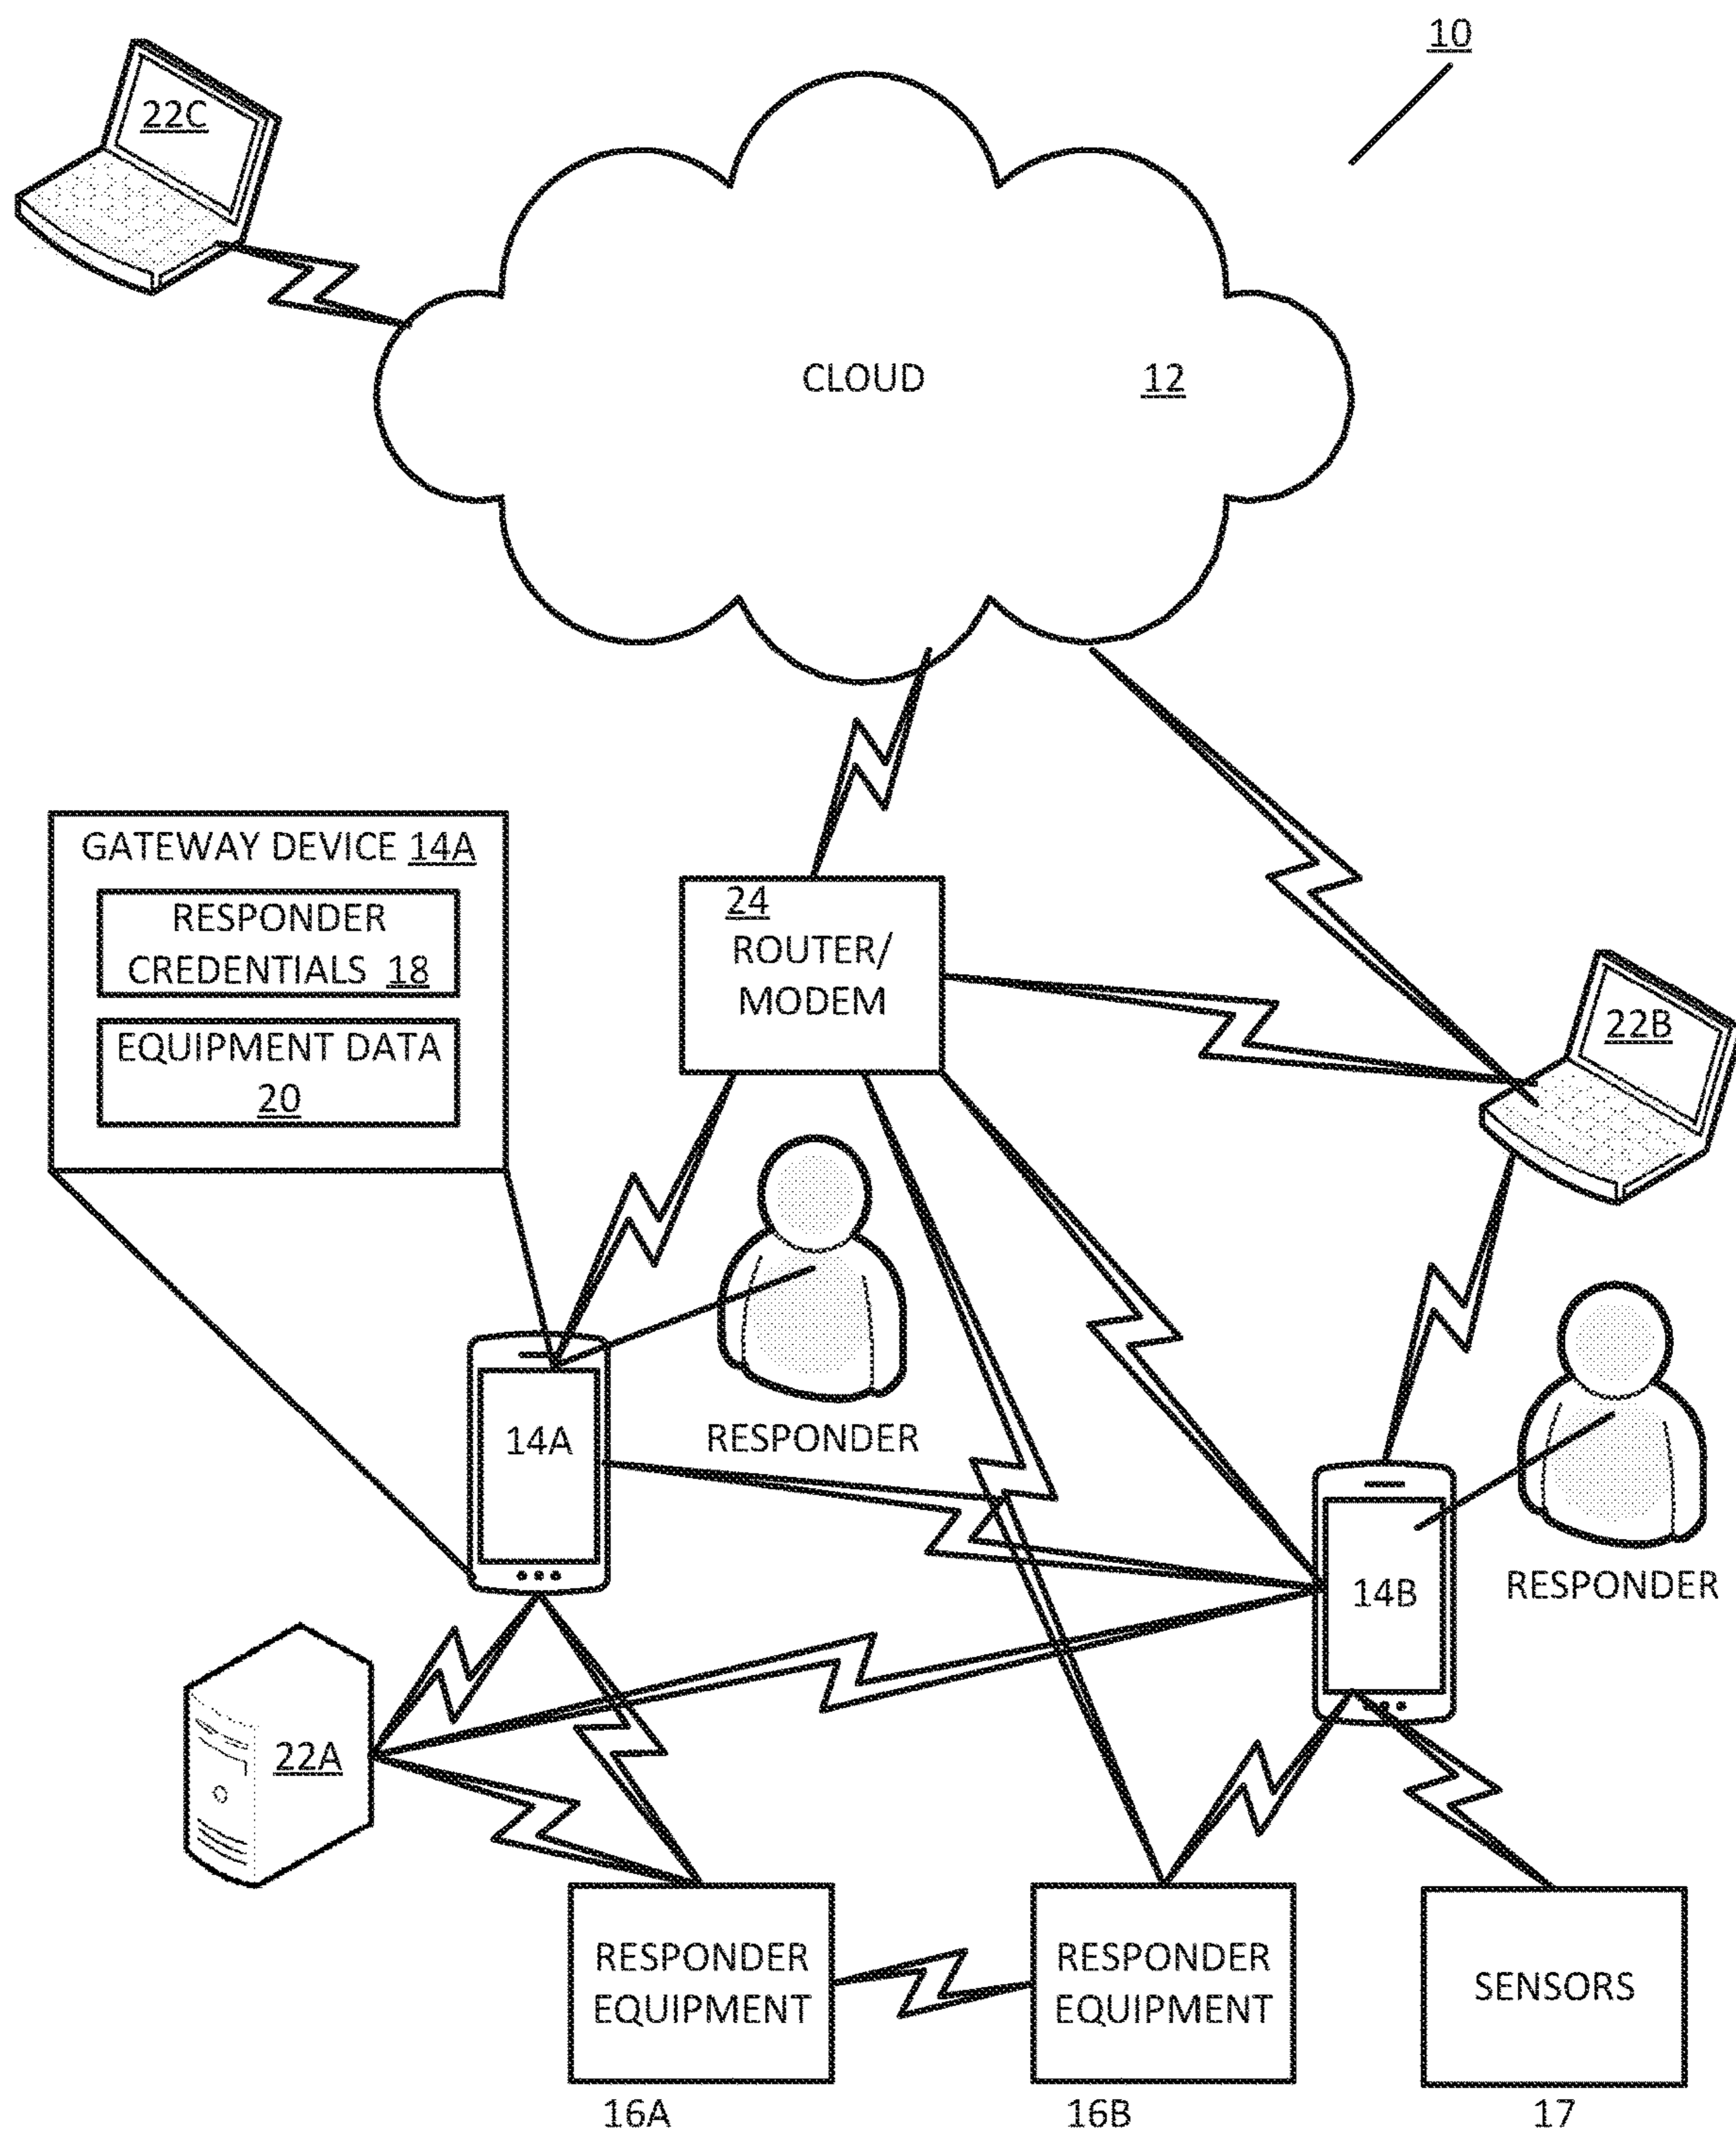 10
22C
CLOUD 12
GATEWAY DEVICE 14A
RESPONDER
CREDENTIALS 18
EQUIPMENT DATA
20
24
ROUTER/
MODEM
22B
14A
RESPONDER
14B
RESPONDER
22A
RESPONDER
EQUIPMENT
16A
RESPONDER
EQUIPMENT
16B
SENSORS
17